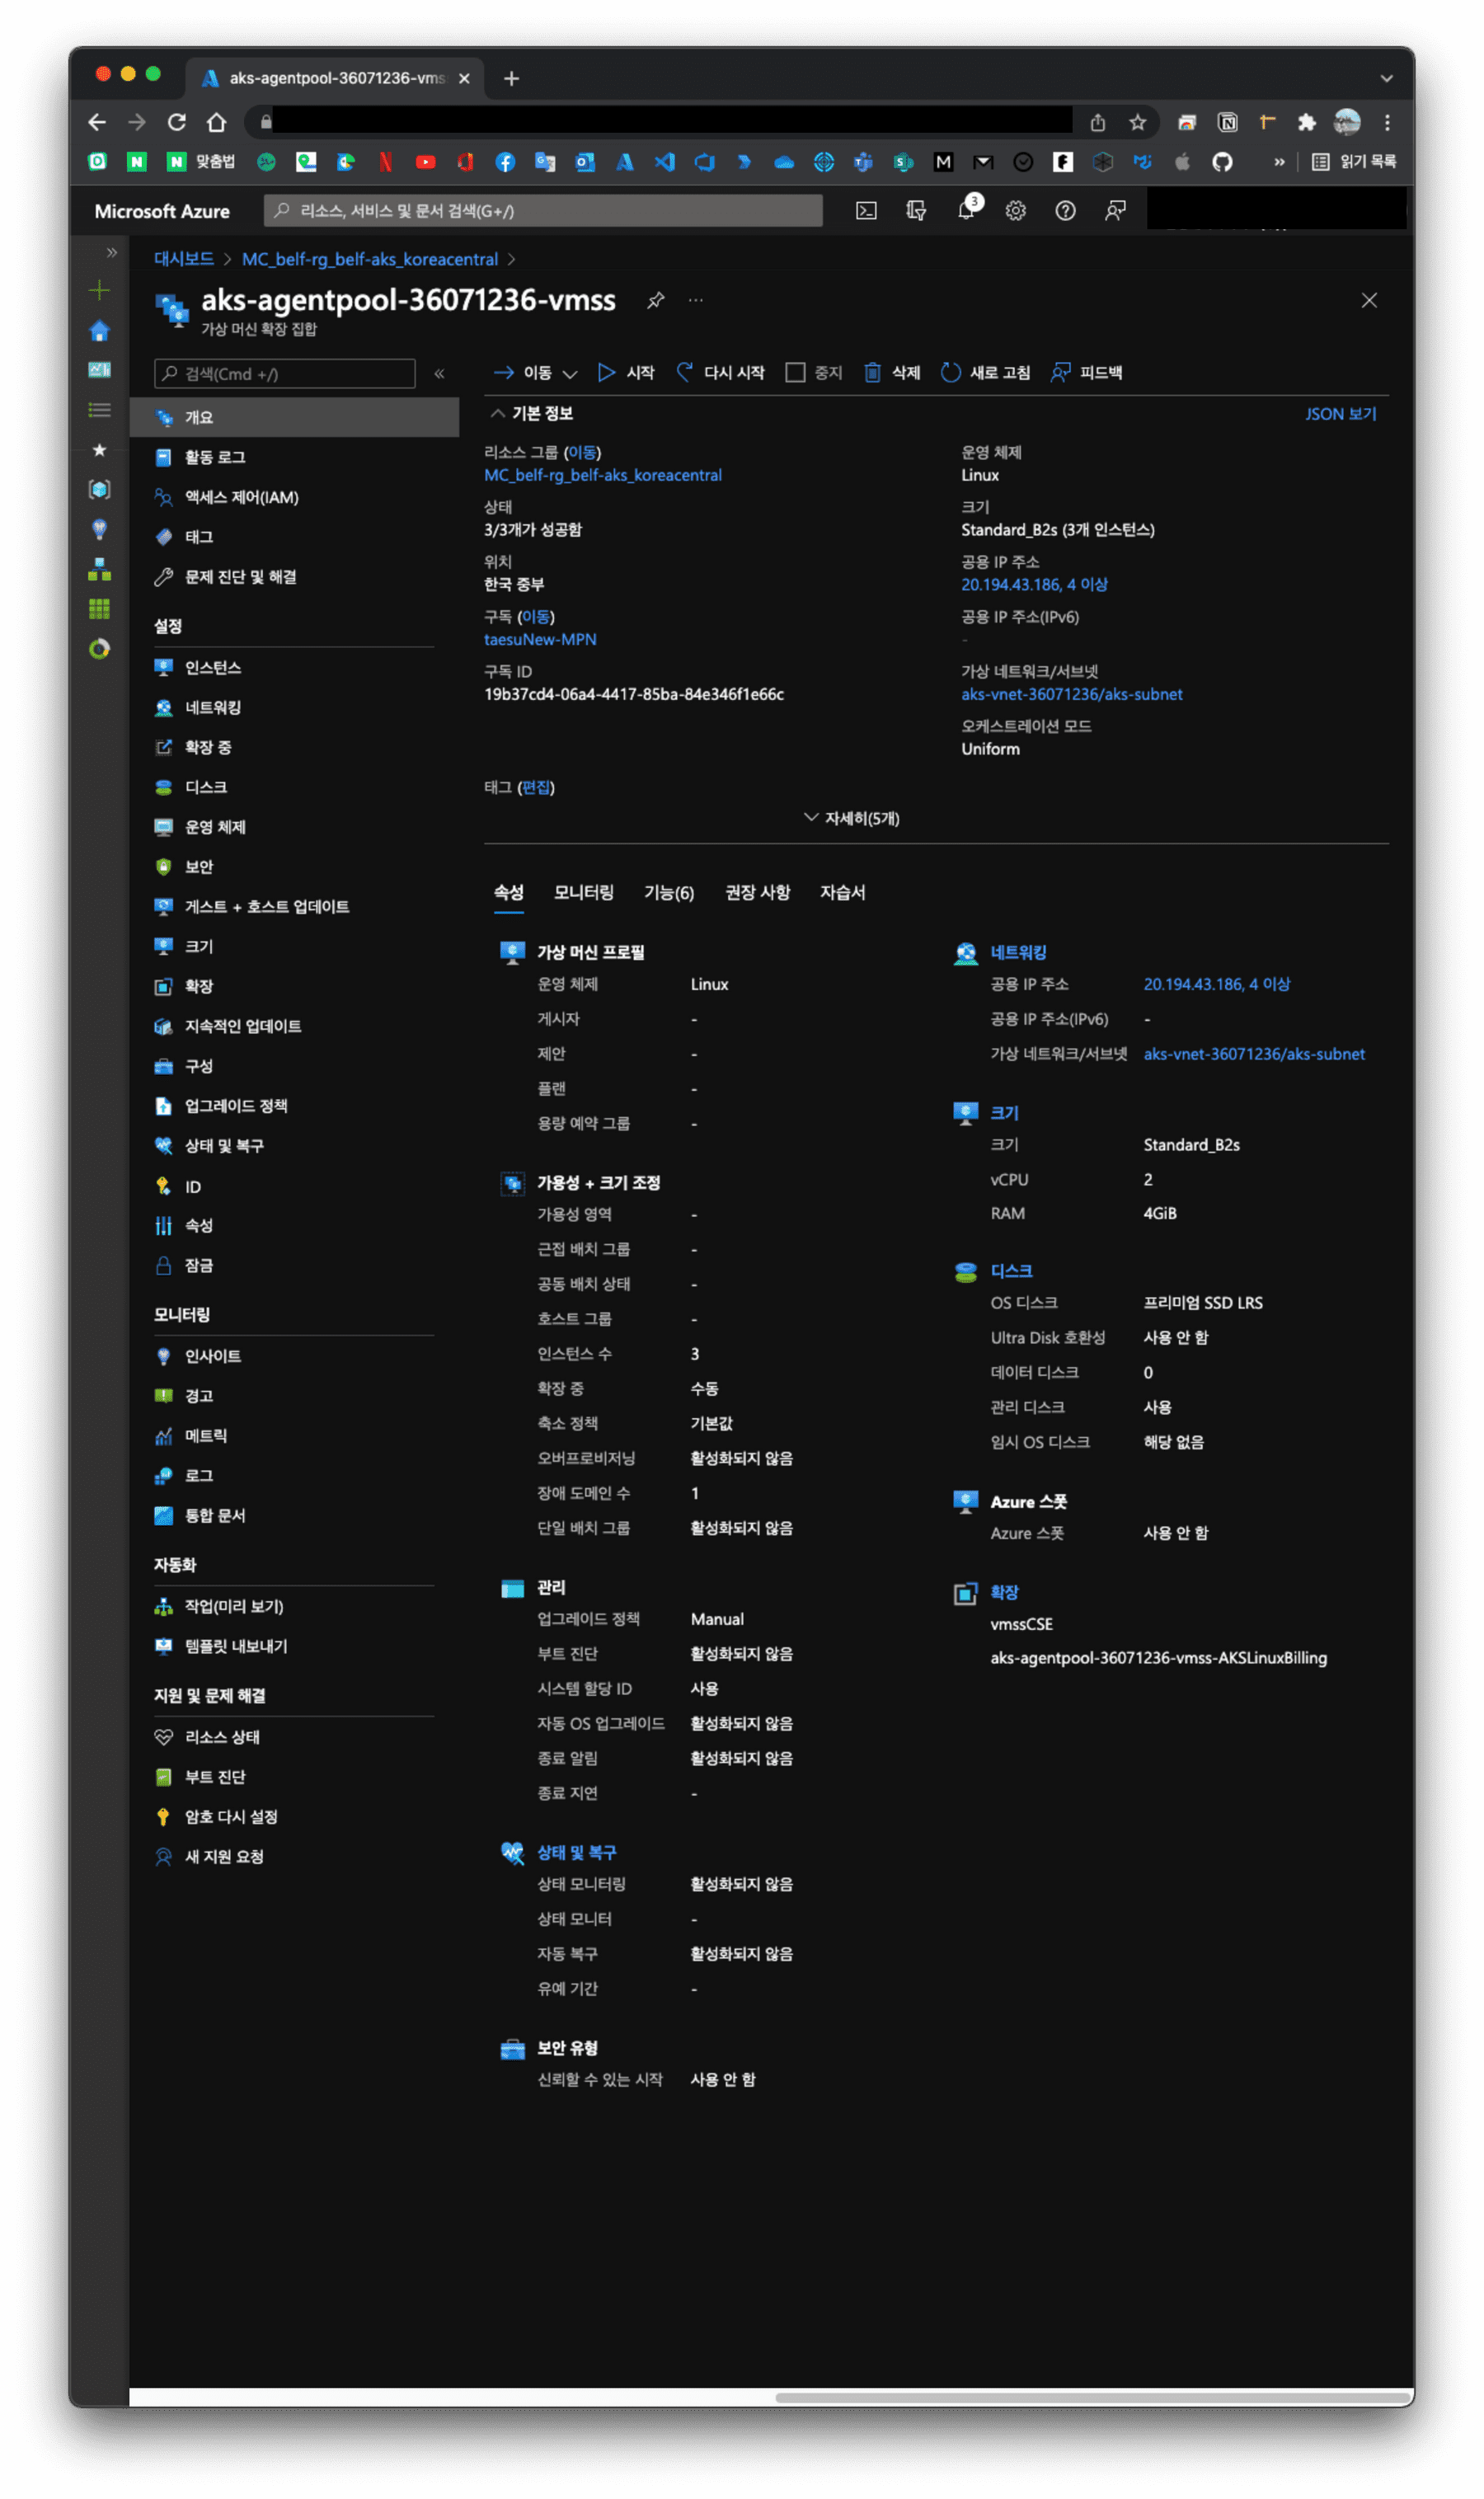 aks-agentpool-36071236-vms
맞춤법
읽기 목록
Microsoft Azure
리소스, 서비스 및 문서 검색(G+/)
3
대시보드
MC_belf-rg_belf-aks_koreacentral
aks-agentpool-36071236-vmss
가상 머신 확장 집합
검색(Cmd +/)
이동
시작
다시 시작
중지
삭제
새로 고침
피드백
개요
활동 로그
액세스 제어(IAM)
태그
문제 진단 및 해결
설정
인스턴스
네트워킹
확장 중
디스크
운영 체제
보안
게스트 + 호스트 업데이트
크기
확장
지속적인 업데이트
구성
업그레이드 정책
상태 및 복구
ID
속성
잠금
모니터링
인사이트
경고
메트릭
로그
통합 문서
자동화
작업(미리 보기)
템플릿 내보내기
지원 및 문제 해결
리소스 상태
부트 진단
암호 다시 설정
새 지원 요청
기본 정보
JSON 보기
리소스 그룹 (이동)
MC_belf-rg_belf-aks_koreacentral
상태
3/3개가 성공함
위치
한국 중부
구독 (이동)
taesuNew-MPN
구독 ID
19b37cd4-06a4-4417-85ba-84e346f1e66c
운영 체제
Linux
크기
Standard_B2s (3개 인스턴스)
공용 IP 주소
20.194.43.186, 4 이상
공용 IP 주소(IPv6)
-
가상 네트워크/서브넷
aks-vnet-36071236/aks-subnet
오케스트레이션 모드
Uniform
태그 (편집)
자세히(5개)
속성
모니터링
기능(6)
권장 사항
자습서
가상 머신 프로필
운영 체제 Linux
게시자 -
제안 -
플랜 -
용량 예약 그룹 -
가용성 + 크기 조정
가용성 영역 -
근접 배치 그룹 -
공동 배치 상태 -
호스트 그룹 -
인스턴스 수 3
확장 중 수동
축소 정책 기본값
오버프로비저닝 활성화되지 않음
장애 도메인 수 1
단일 배치 그룹 활성화되지 않음
관리
업그레이드 정책 Manual
부트 진단 활성화되지 않음
시스템 할당 ID 사용
자동 OS 업그레이드 활성화되지 않음
종료 알림 활성화되지 않음
종료 지연 -
상태 및 복구
상태 모니터링 활성화되지 않음
상태 모니터 -
자동 복구 활성화되지 않음
유예 기간 -
보안 유형
신뢰할 수 있는 시작 사용 안 함
네트워킹
공용 IP 주소 20.194.43.186, 4 이상
공용 IP 주소(IPv6) -
가상 네트워크/서브넷 aks-vnet-36071236/aks-subnet
크기
크기 Standard_B2s
vCPU 2
RAM 4GiB
디스크
OS 디스크 프리미엄 SSD LRS
Ultra Disk 호환성 사용 안 함
데이터 디스크 0
관리 디스크 사용
임시 OS 디스크 해당 없음
Azure 스폿
Azure 스폿 사용 안 함
확장
vmssCSE
aks-agentpool-36071236-vmss-AKSLinuxBilling